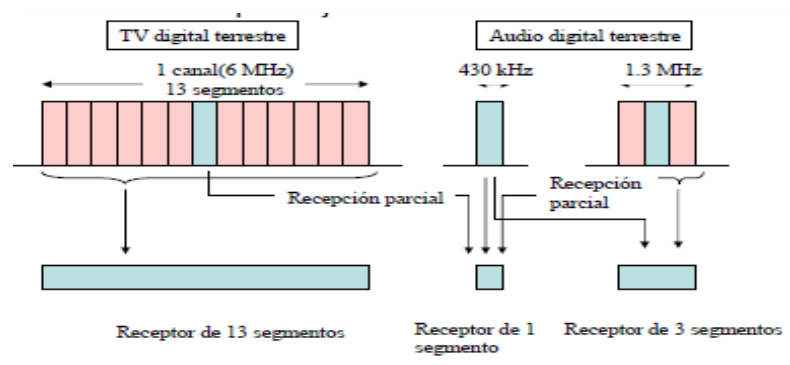 TV digital terrestre
Audio digital terrestre
1 canal(6 MHz)
13 segmentos
430 kHz
1.3 MHz
Recepción parcial
Recepción
parcial
Receptor de 13 segmentos
Receptor de 1
segmento
Receptor de 3 segmentos